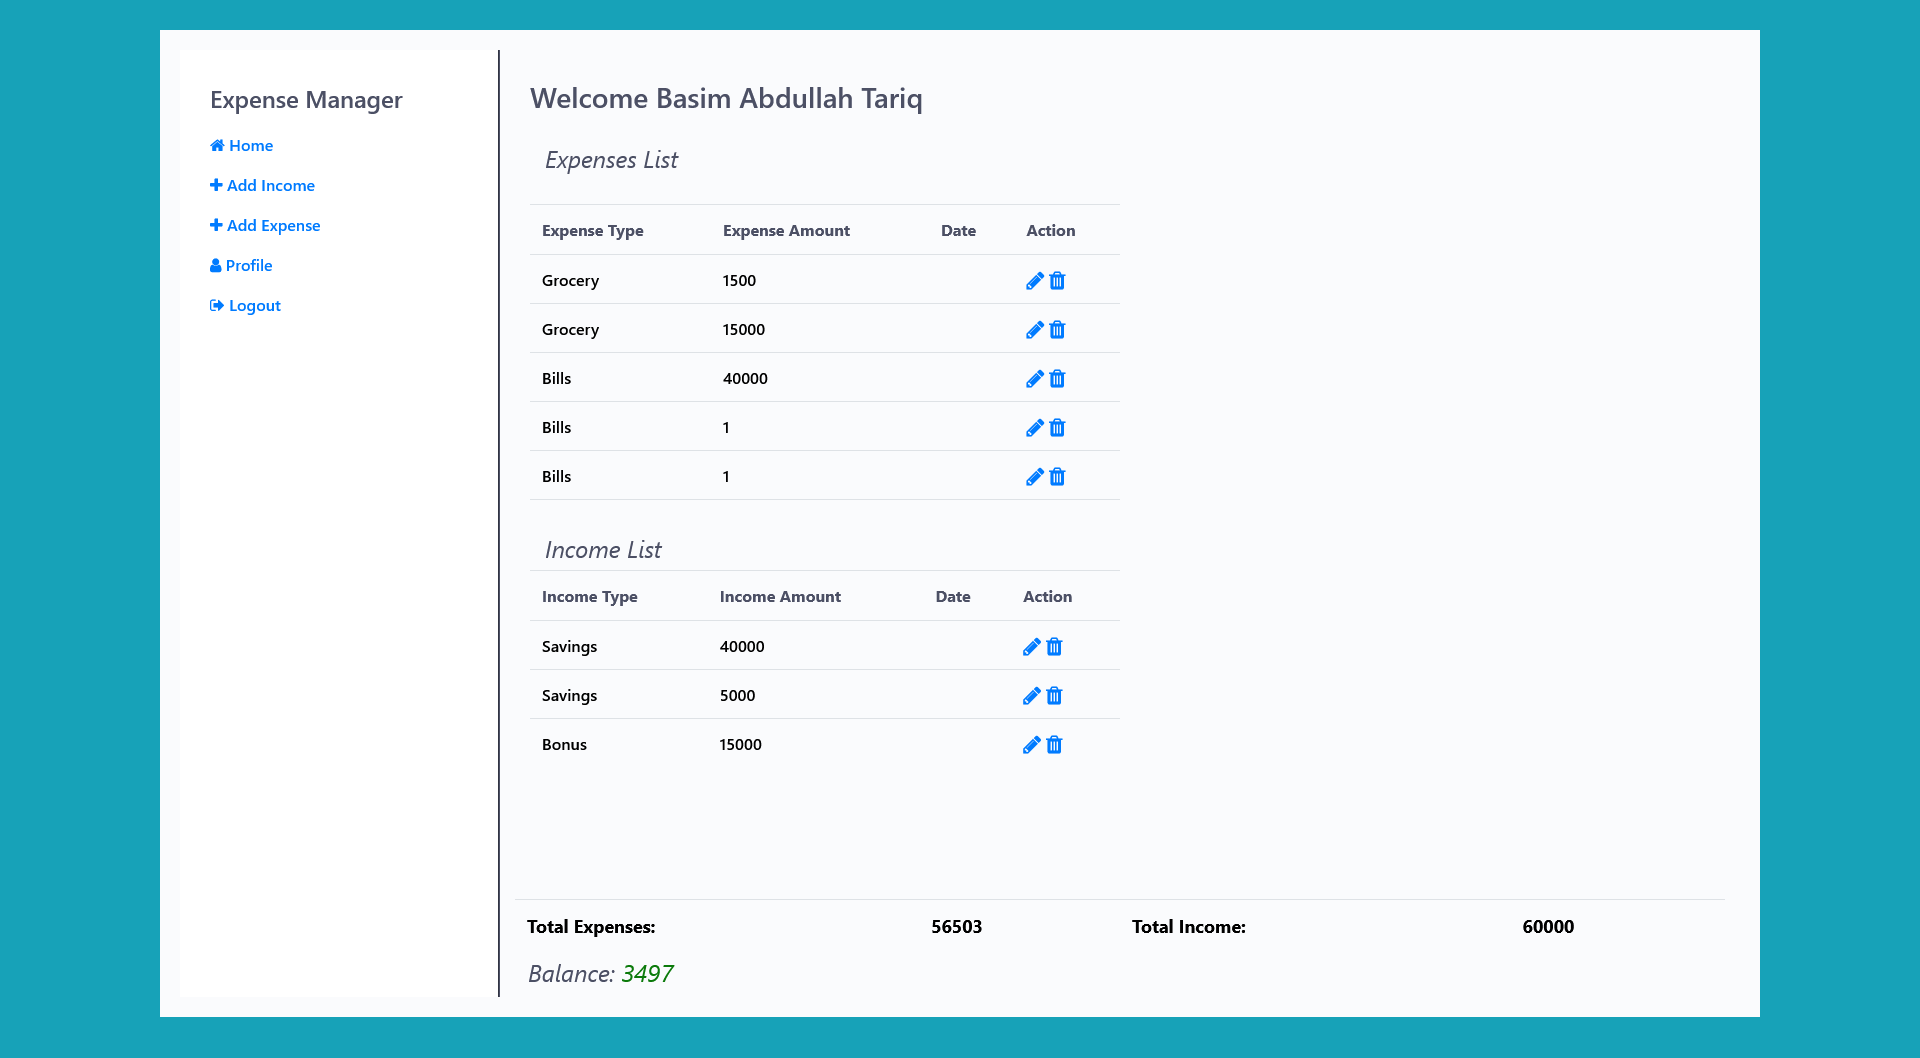 Expense Manager
Home
Add Income
Add Expense
Profile
Logout
Welcome Basim Abdullah Tariq
Expenses List
Expense Type Expense Amount Date Action
Grocery 1500
Grocery 15000
Bills 40000
Bills 1
Bills 1
Income List
Income Type Income Amount Date Action
Savings 40000
Savings 5000
Bonus 15000
Total Expenses: 56503 Total Income: 60000
Balance: 3497